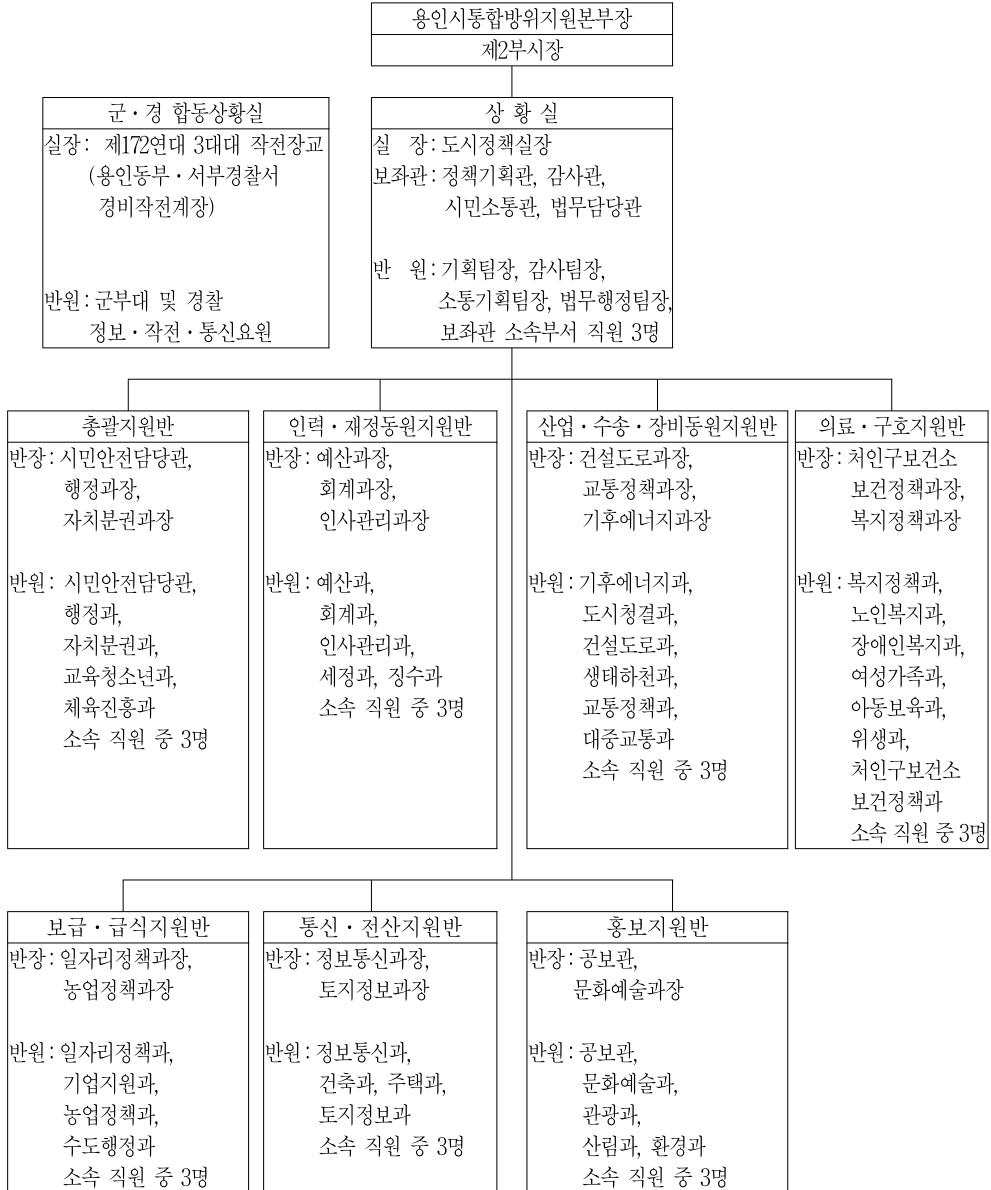 용인시통합방위지원본부장
제2부시장
군·경 합동상황실
실장: 제172연대 3대대 작전장교
(용인동부·서부경찰서
경비작전계장)
반원: 군부대 및 경찰
정보·작전·통신요원
상 황 실
실 장: 도시정책실장
보좌관: 정책기획관, 감사관,
시민소통관, 법무담당관
반 원: 기획팀장, 감사팀장,
소통기획팀장, 법무행정팀장,
보좌관 소속부서 직원 3명
총괄지원반
반장: 시민안전담당관,
행정과장,
자치분권과장
반원: 시민안전담당관,
행정과,
자치분권과,
교육청소년과,
체육진흥과
소속 직원 중 3명
인력·재정동원지원반
반장: 예산과장,
회계과장,
인사관리과장
반원: 예산과,
회계과,
인사관리과,
세정과, 징수과
소속 직원 중 3명
산업·수송·장비동원지원반
반장: 건설도로과장,
교통정책과장,
기후에너지과장
반원: 기후에너지과,
도시청결과,
건설도로과,
생태하천과,
교통정책과,
대중교통과
소속 직원 중 3명
의료·구호지원반
반장: 처인구보건소
보건정책과장,
복지정책과장
반원: 복지정책과,
노인복지과,
장애인복지과,
여성가족과,
아동보육과,
위생과,
처인구보건소
보건정책과
소속 직원 중 3명
보급·급식지원반
반장: 일자리정책과장,
농업정책과장
반원: 일자리정책과,
기업지원과,
농업정책과,
수도행정과
소속 직원 중 3명
통신·전산지원반
반장: 정보통신과장,
토지정보과장
반원: 정보통신과,
건축과, 주택과,
토지정보과
소속 직원 중 3명
홍보지원반
반장: 공보관,
문화예술과장
반원: 공보관,
문화예술과,
관광과,
산림과, 환경과
소속 직원 중 3명